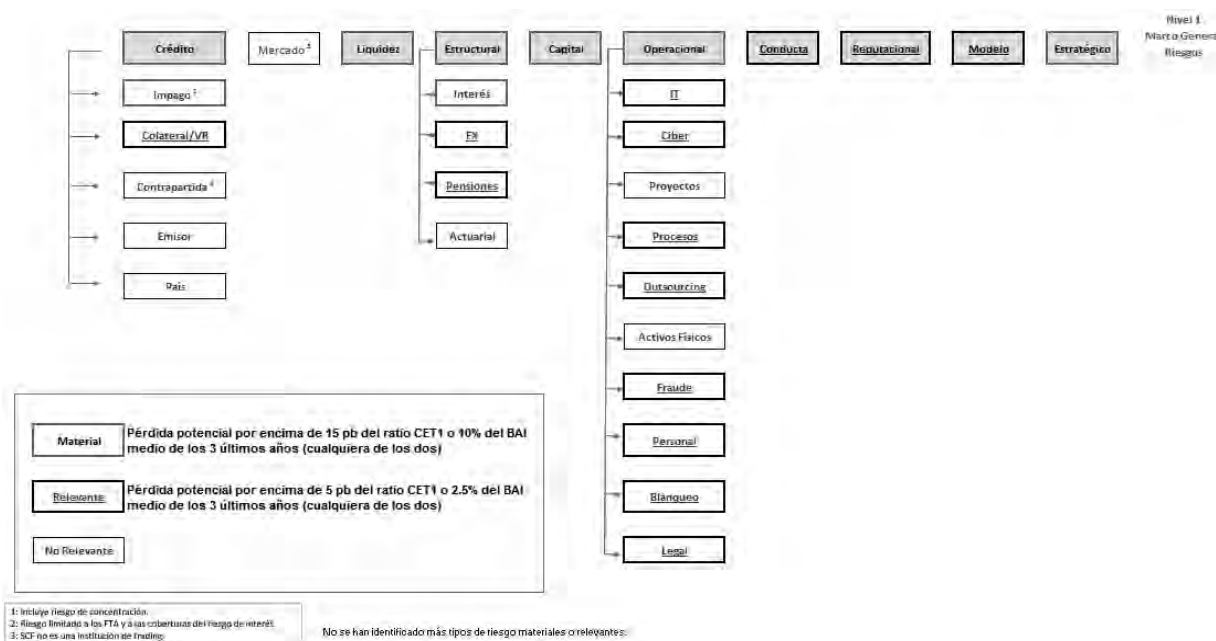 Nivel 1
Marco General
Riesgos
Crédito
Mercado 3
Liquidez
Estructural
Capital
Operacional
Conducta
Reputacional
Modelo
Estratégico
Impago 1
Interés
IT
Colateral/VR
FX
Ciber
Contrapartida 2
Pensiones
Proyectos
Emisor
Actuarial
Procesos
País
Outsourcing
Activos Físicos
Fraude
Personal
Blanqueo
Legal
Material
Pérdida potencial por encima de 15 pb del ratio CET1 o 10% del BAI
medio de los 3 últimos años (cualquiera de los dos)
Relevante
Pérdida potencial por encima de 5 pb del ratio CET1 o 2.5% del BAI
medio de los 3 últimos años (cualquiera de los dos)
No Relevante
1: Incluye riesgo de concentración.
2: Riesgo limitado a los FTA y a las coberturas del riesgo de interés.
3: SCF no es una institución de trading.
No se han identificado más tipos de riesgo materiales o relevantes.